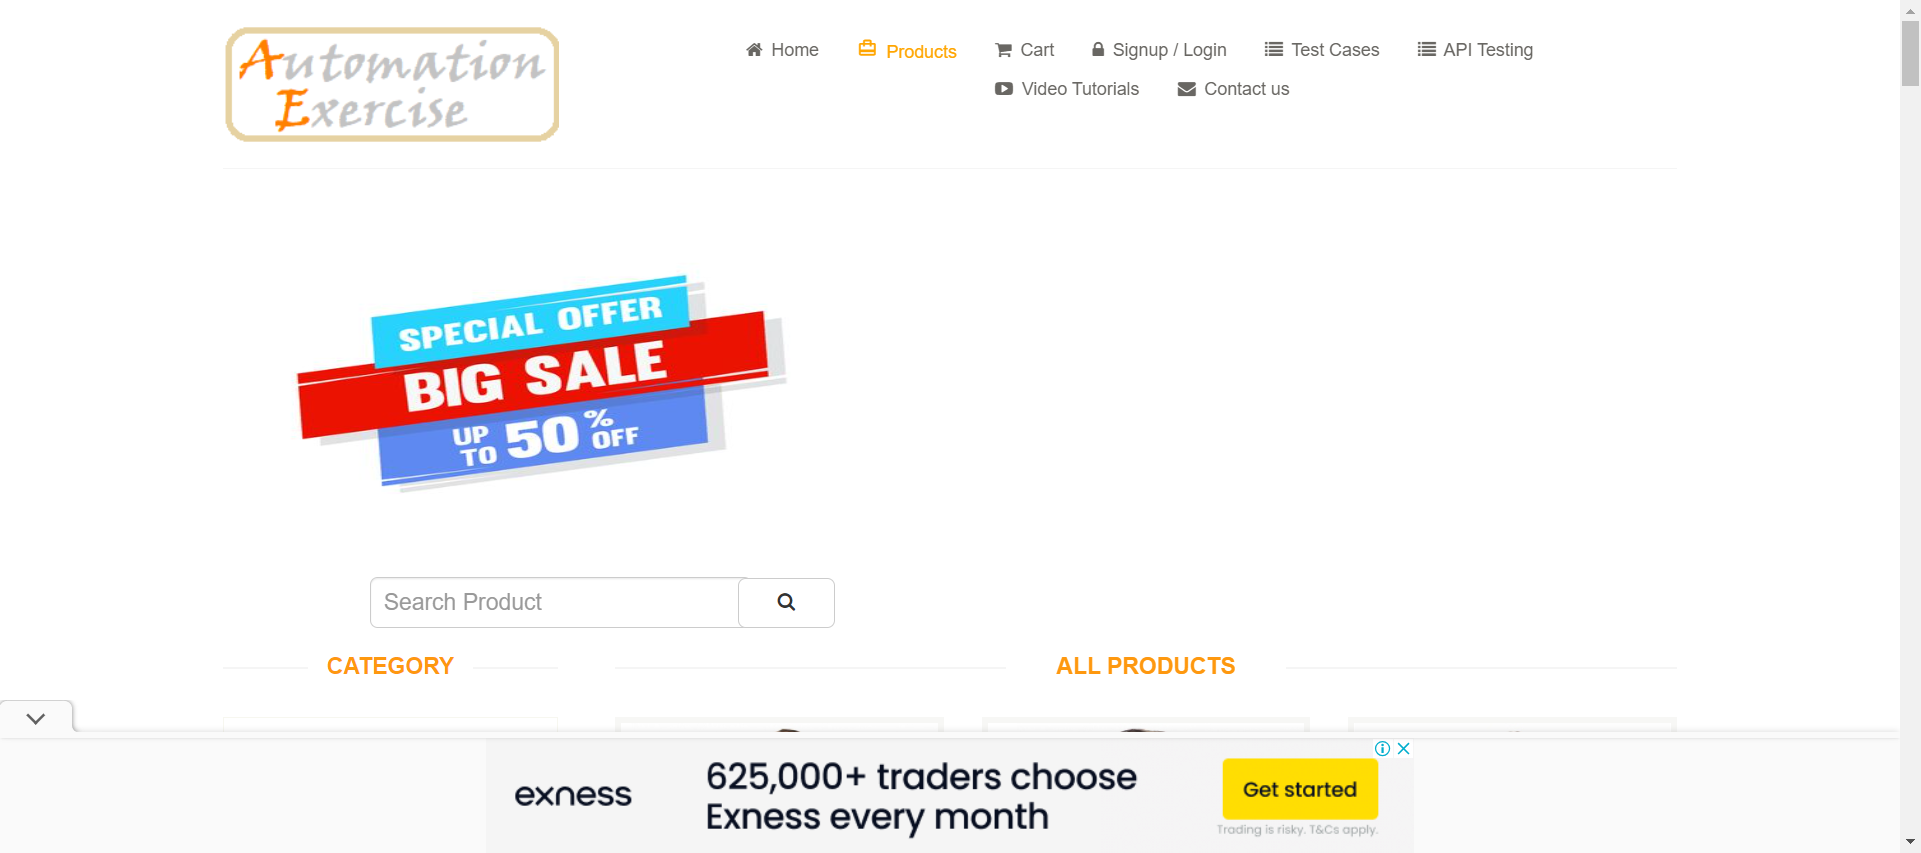 Automation
Exercise
Home
Products
Cart
Signup / Login
Test Cases
API Testing
Video Tutorials
Contact us
SPECIAL OFFER
BIG SALE
UP TO 50% OFF
Search Product
CATEGORY
ALL PRODUCTS
exness
625,000+ traders choose
Exness every month
Get started
Trading is risky. T&Cs apply.